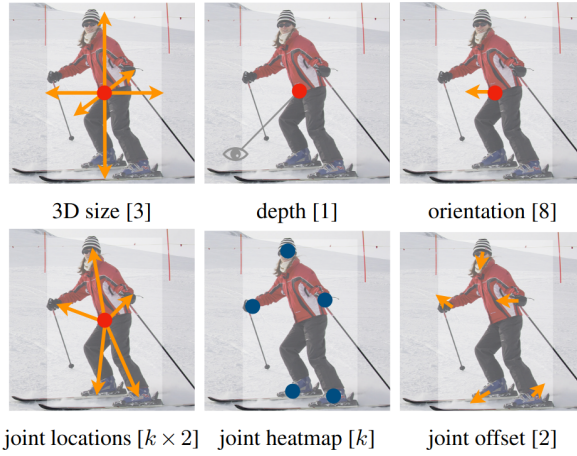 3D size [3]
depth [1]
orientation [8]
joint locations [k × 2]
joint heatmap [k]
joint offset [2]